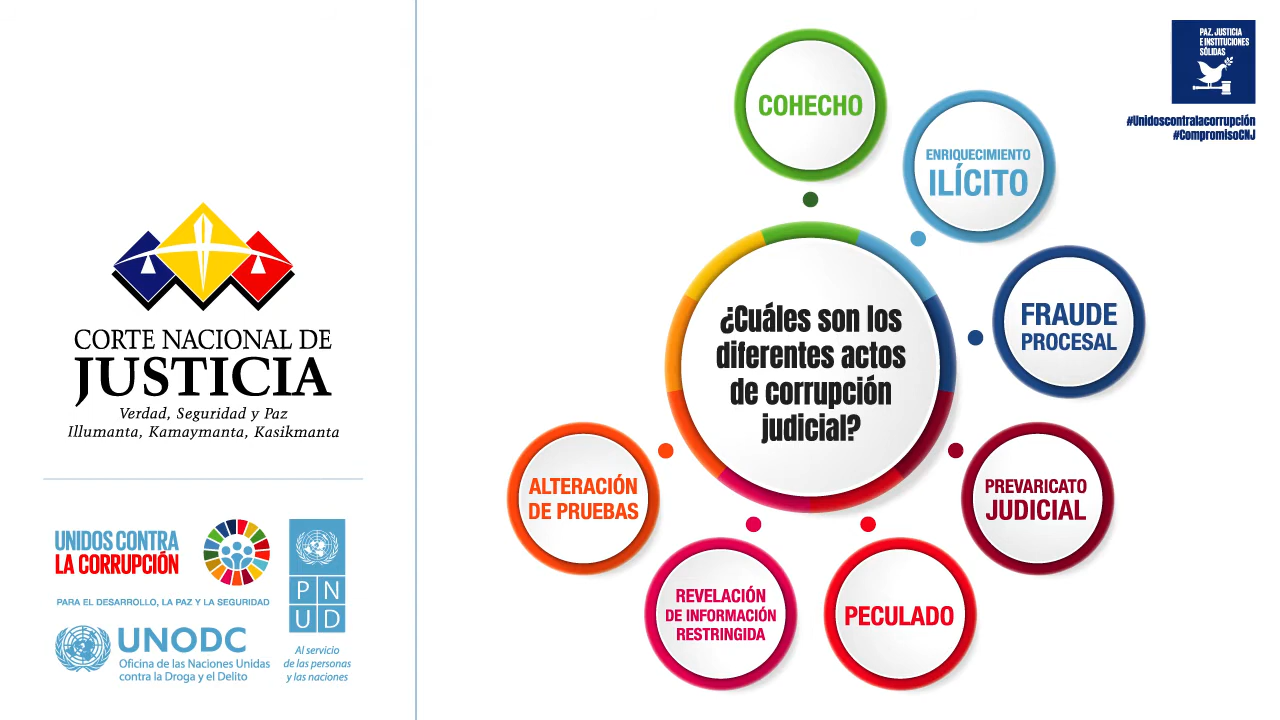 CORTE NACIONAL DE
JUSTICIA
Verdad, Seguridad y Paz
Illumanta, Kamaymanta, Kasikmanta
UNIDOS CONTRA
LA CORRUPCIÓN
PARA EL DESARROLLO, LA PAZ Y LA SEGURIDAD
UNODC
Oficina de las Naciones Unidas
contra la Droga y el Delito
P N
U D
Al servicio
de las personas
y las naciones
PAZ, JUSTICIA
E INSTITUCIONES
SÓLIDAS
#Unidoscontralacorrupción
#CompromisoCNJ
¿Cuáles son los
diferentes actos
de corrupción
judicial?
COHECHO
ENRIQUECIMIENTO
ILÍCITO
FRAUDE
PROCESAL
PREVARICATO
JUDICIAL
PECULADO
REVELACIÓN
DE INFORMACIÓN
RESTRINGIDA
ALTERACIÓN
DE PRUEBAS